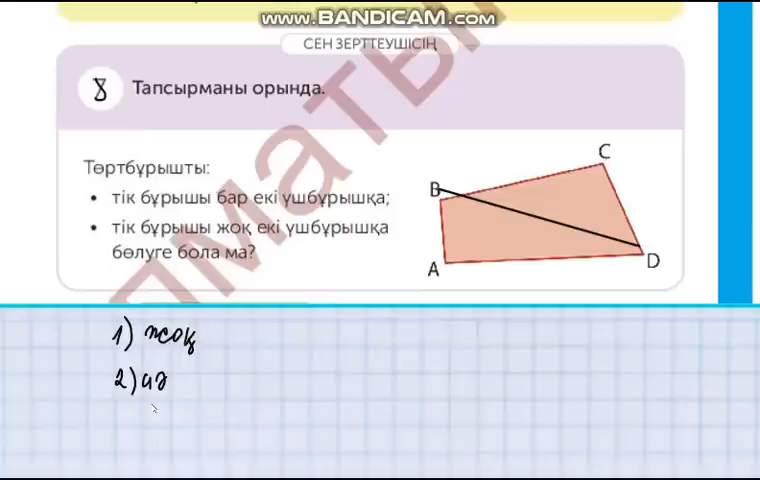 WWW.BANDICAM.COM
СЕН ЗЕРТТЕУШІСІҢ
8 Тапсырманы орында.
Төртбұрышты:
• тік бұрышы бар екі үшбұрышқа;
• тік бұрышы жоқ екі үшбұрышқа
бөлуге бола ма?
B
C
A
D
1) жоқ
2) иә